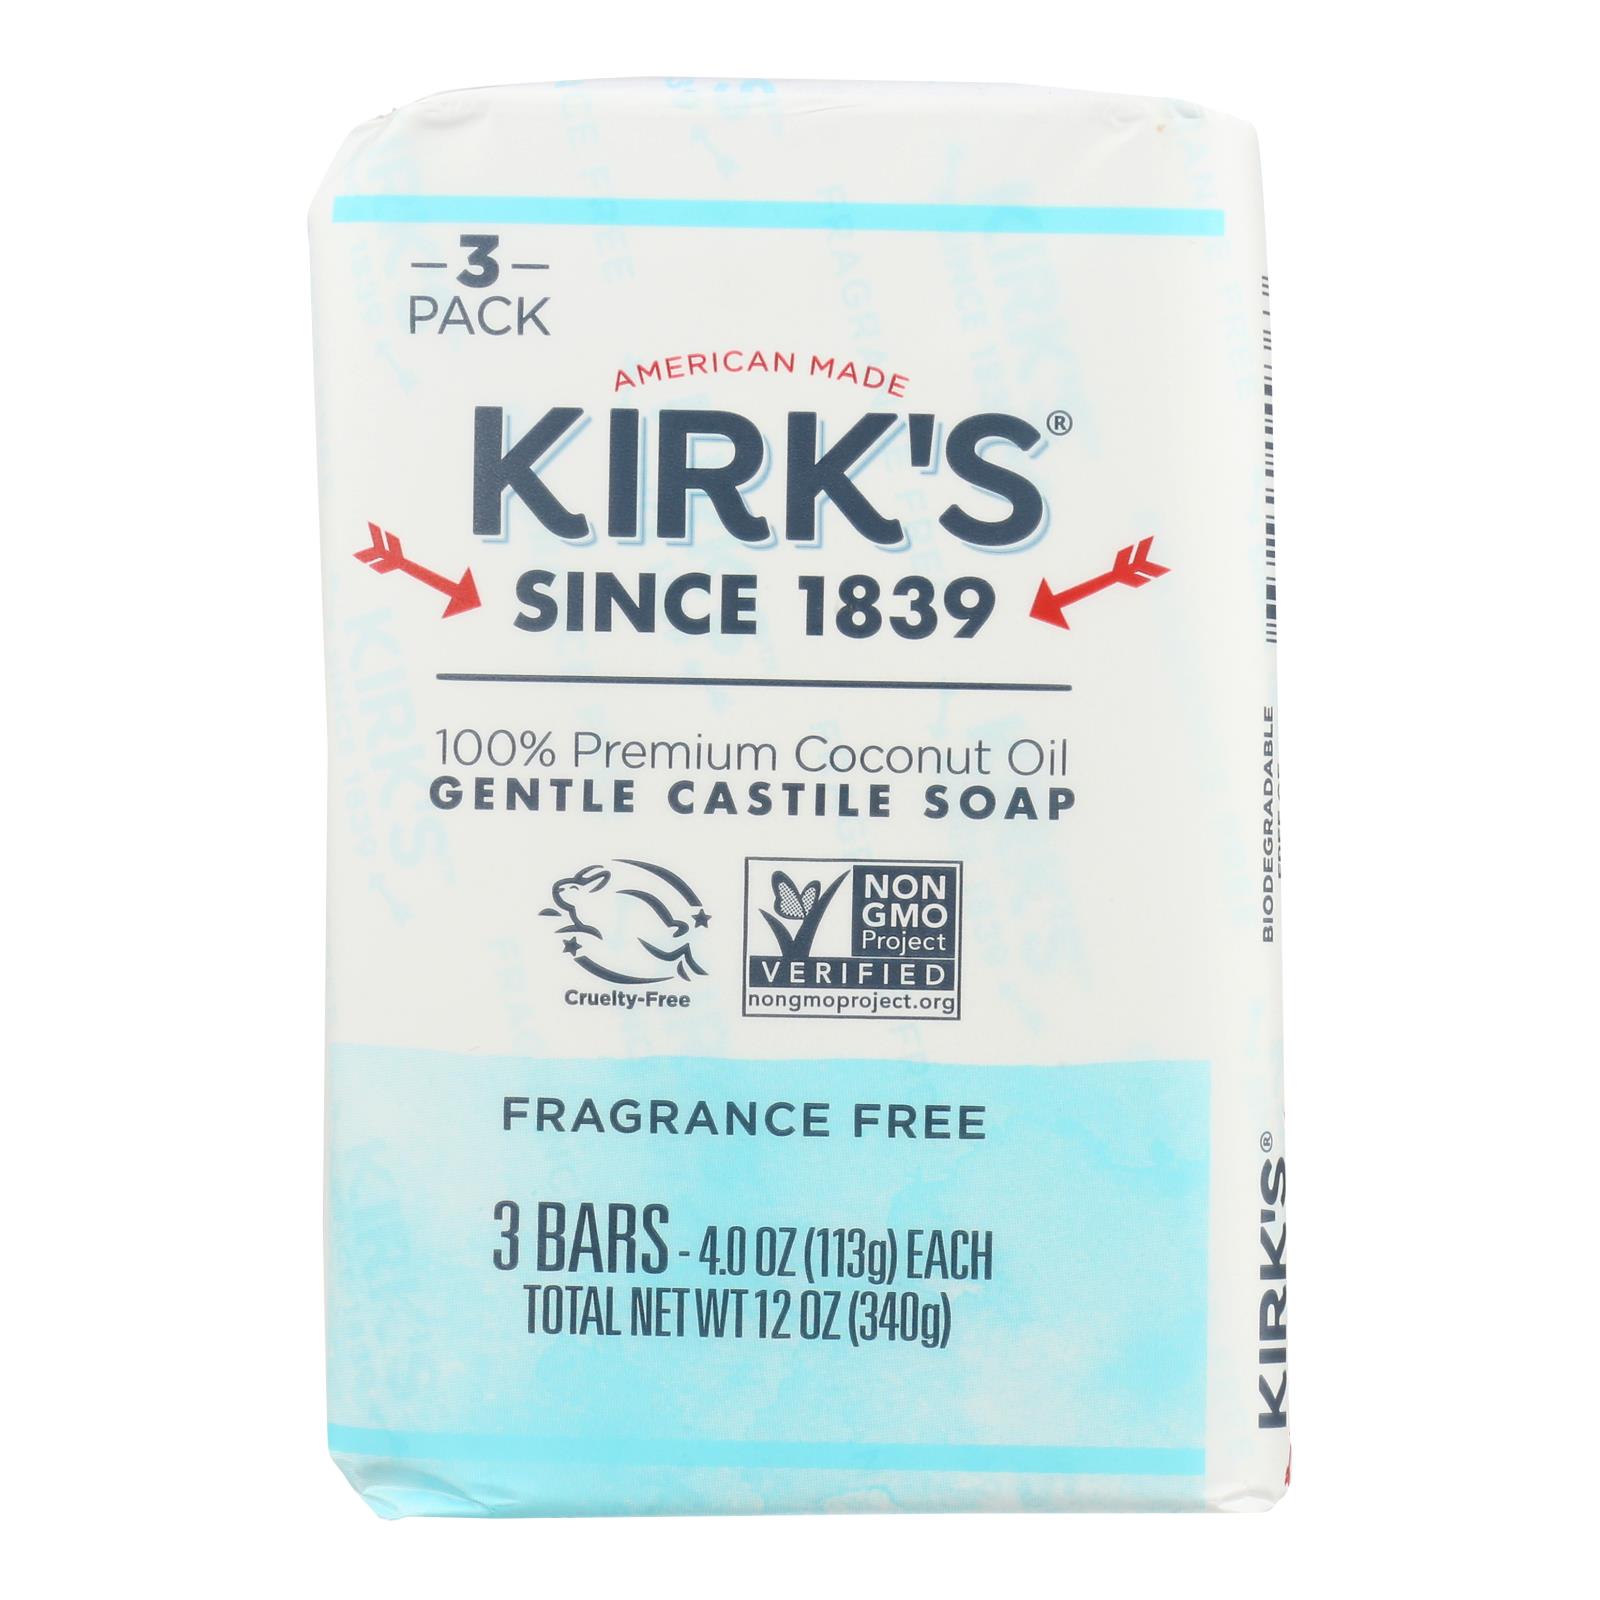 3
PACK
AMERICAN MADE
KIRK'S®
SINCE 1839
100% Premium Coconut Oil
GENTLE CASTILE SOAP
Cruelty-Free
NON
GMO
Project
VERIFIED
nongmoproject.org
FRAGRANCE FREE
3 BARS - 4.0 OZ (113g) EACH
TOTAL NET WT 12 OZ (340g)
BIODEGRADABLE
KIRK'S®